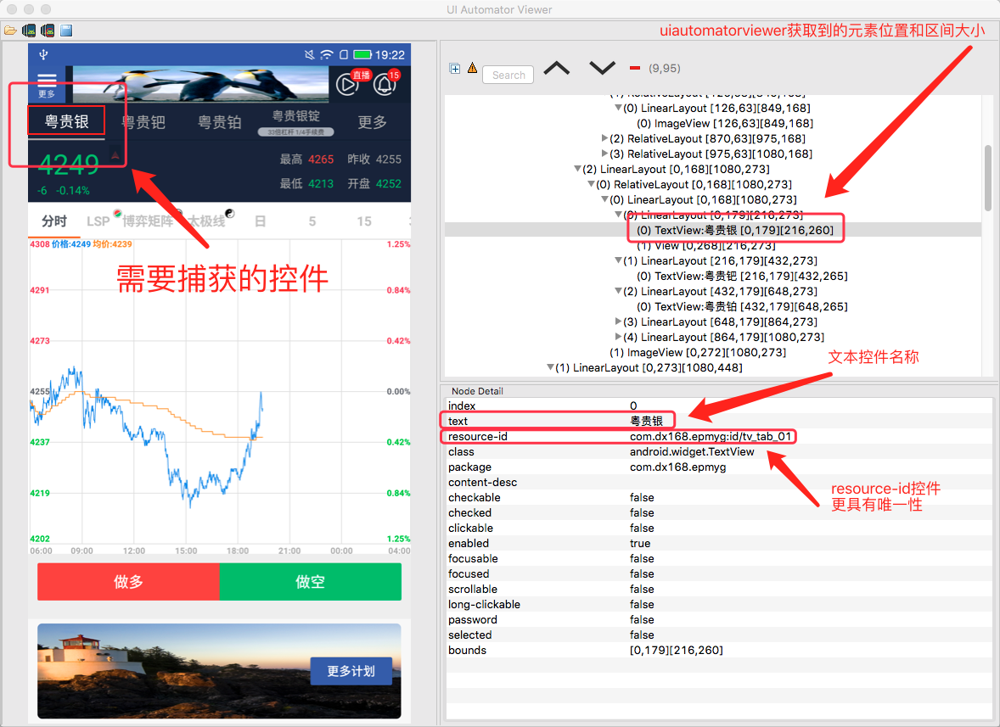 UI Automator Viewer
uiautomatorviewer获取到的元素位置和区间大小
19:22
更多
直播
15
粤贵银
粤贵钯
粤贵铂
粤贵银锭
33倍杠杆 1/4手续费
更多
4249
-6 -0.14%
最高 4265 昨收 4255
最低 4213 开盘 4252
分时
LSP
博弈矩阵
太极线
日
5
15
4308 价格:4249 均价:4239
1.25%
需要捕获的控件
4291
0.84%
4273
0.42%
4255
0.00%
4237
0.42%
4219
0.84%
4202
1.25%
06:00 09:00 12:00 15:00 18:00 21:00 00:00 04:00
做多
做空
更多计划
Search
(9,95)
(1) RelativeLayout [126,63][849,168]
(0) LinearLayout [126,63][849,168]
(0) ImageView [126,63][849,168]
(2) RelativeLayout [870,63][975,168]
(3) RelativeLayout [975,63][1080,168]
(2) LinearLayout [0,168][1080,273]
(0) RelativeLayout [0,168][1080,273]
(0) LinearLayout [0,168][1080,273]
(0) LinearLayout [0,179][216,273]
(0) TextView:粤贵银 [0,179][216,260]
(1) View [0,268][216,273]
(1) LinearLayout [216,179][432,273]
(0) TextView:粤贵钯 [216,179][432,265]
(2) LinearLayout [432,179][648,273]
(0) TextView:粤贵铂 [432,179][648,265]
(3) LinearLayout [648,179][864,273]
(4) LinearLayout [864,179][1080,273]
(1) ImageView [0,272][1080,273]
(1) LinearLayout [0,273][1080,448]
文本控件名称
Node Detail
index 0
text 粤贵银
resource-id com.dx168.epmyg:id/tv_tab_01
class android.widget.TextView
package com.dx168.epmyg
content-desc
checkable false
checked false
clickable false
enabled true
focusable false
focused false
scrollable false
long-clickable false
password false
selected false
bounds [0,179][216,260]
resource-id控件
更具有唯一性